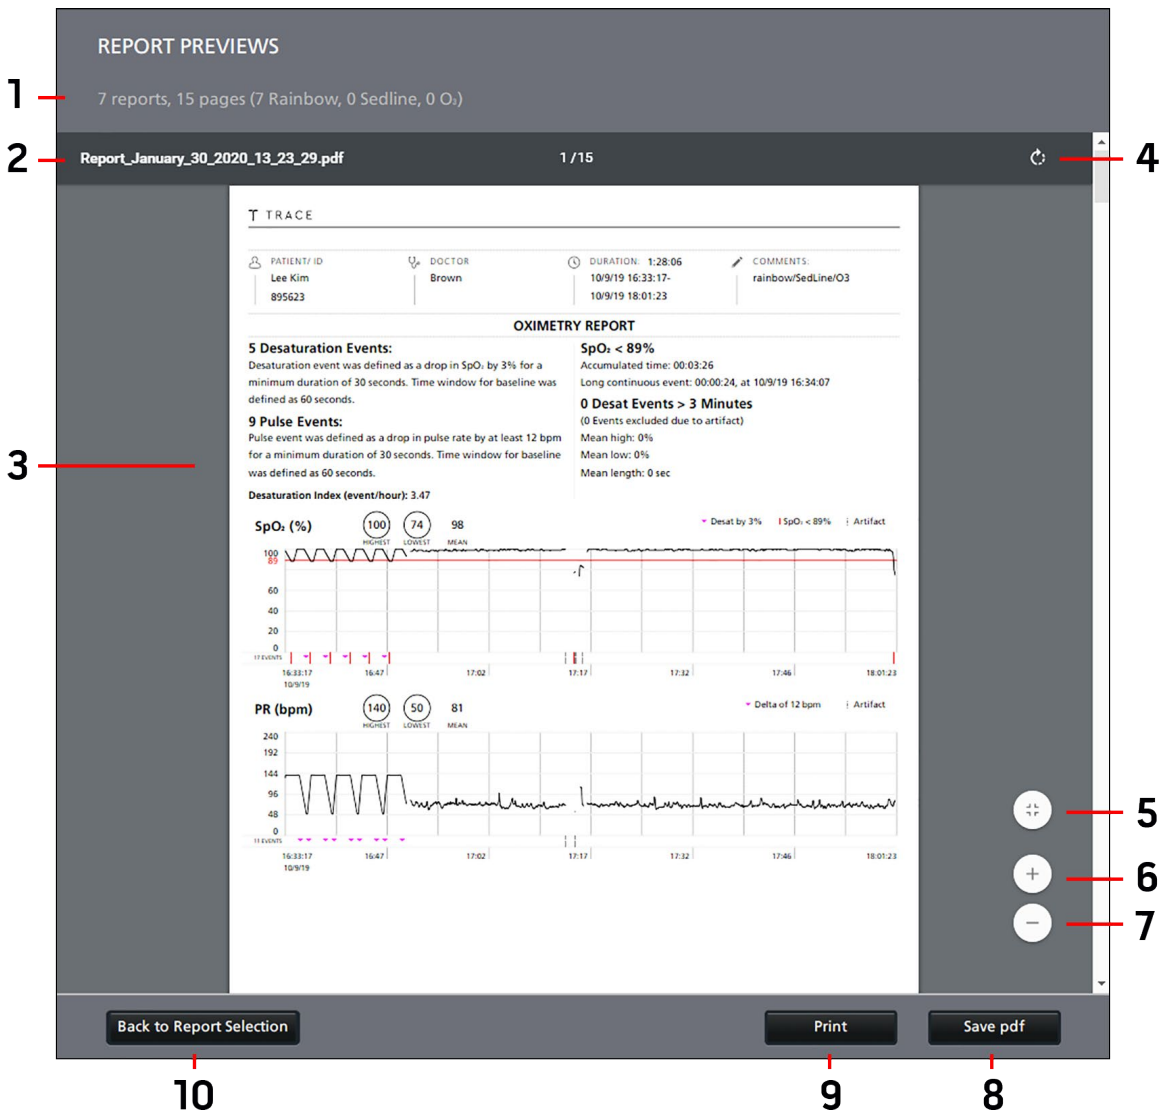 REPORT PREVIEWS
1
7 reports, 15 pages (7 Rainbow, 0 Sedline, 0 O₃)
2
Report_January_30_2020_13_23_29.pdf
1 / 15
4
T TRACE
PATIENT/ ID
DOCTOR
DURATION: 1:28:06
COMMENTS:
Lee Kim
Brown
10/9/19 16:33:17-
rainbow/SedLine/O3
895623
10/9/19 18:01:23
OXIMETRY REPORT
5 Desaturation Events:
Desaturation event was defined as a drop in SpO₂ by 3% for a
minimum duration of 30 seconds. Time window for baseline was
defined as 60 seconds.
9 Pulse Events:
Pulse event was defined as a drop in pulse rate by at least 12 bpm
for a minimum duration of 30 seconds. Time window for baseline
was defined as 60 seconds.
Desaturation Index (event/hour): 3.47
SpO₂ < 89%
Accumulated time: 00:03:26
Long continuous event: 00:00:24, at 10/9/19 16:34:07
0 Desat Events > 3 Minutes
(0 Events excluded due to artifact)
Mean high: 0%
Mean low: 0%
Mean length: 0 sec
3
SpO₂ (%)
100
74
98
HIGHEST
LOWEST
MEAN
Desat by 3%
SpO₂ < 89%
Artifact
100
89
60
40
20
0
17 EVENTS
16:33:17
16:47
17:02
17:17
17:32
17:46
18:01:23
10/9/19
PR (bpm)
140
50
81
HIGHEST
LOWEST
MEAN
Delta of 12 bpm
Artifact
240
192
144
96
48
0
11 EVENTS
16:33:17
16:47
17:02
17:17
17:32
17:46
18:01:23
10/9/19
5
6
7
Back to Report Selection
Print
Save pdf
10
9
8